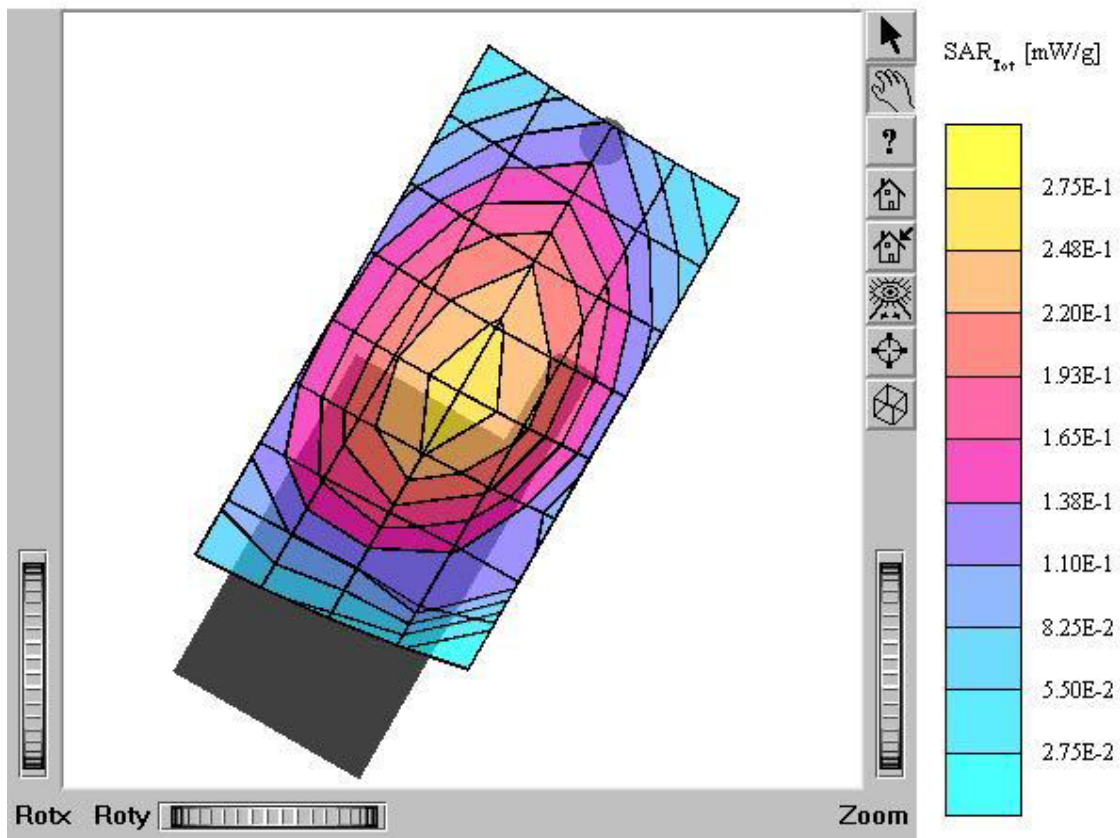 SAR_Tot [mW/g]
?
2.75E-1
2.48E-1
2.20E-1
1.93E-1
1.65E-1
1.38E-1
1.10E-1
8.25E-2
5.50E-2
2.75E-2
Rotx Roty Zoom